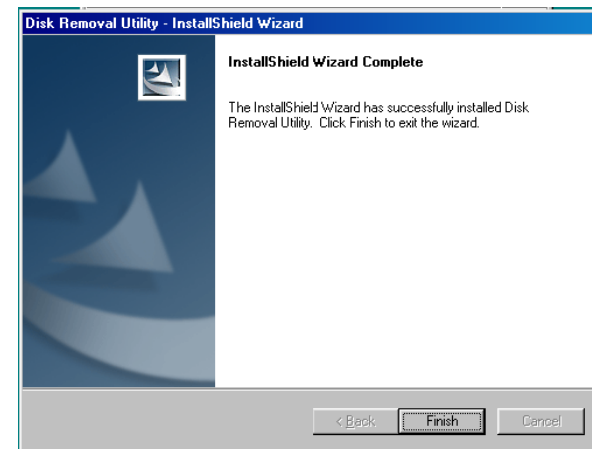 Disk Removal Utility - InstallShield Wizard
InstallShield Wizard Complete
The InstallShield Wizard has successfully installed Disk
Removal Utility. Click Finish to exit the wizard.
< Back
Finish
Cancel